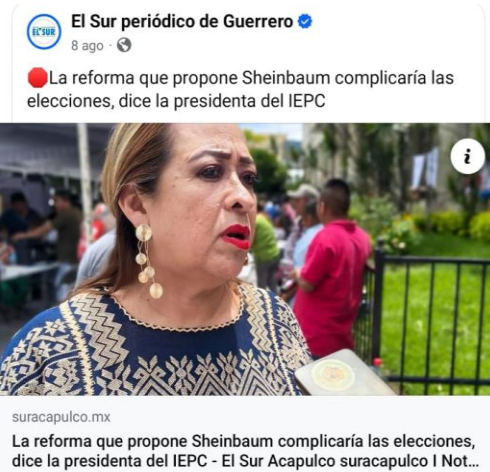 EL SUR
El Sur periódico de Guerrero
8 ago ·
🛑La reforma que propone Sheinbaum complicaría las
elecciones, dice la presidenta del IEPC
i
suracapulco.mx
La reforma que propone Sheinbaum complicaría las elecciones,
dice la presidenta del IEPC - El Sur Acapulco suracapulco I Not...